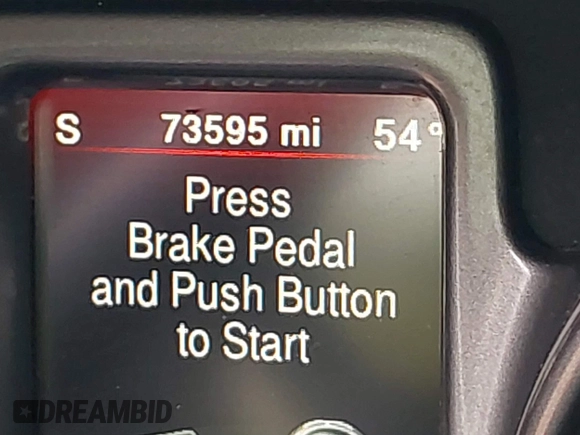 S 73595 mi 54°
Press
Brake Pedal
and Push Button
to Start
DREAMBID